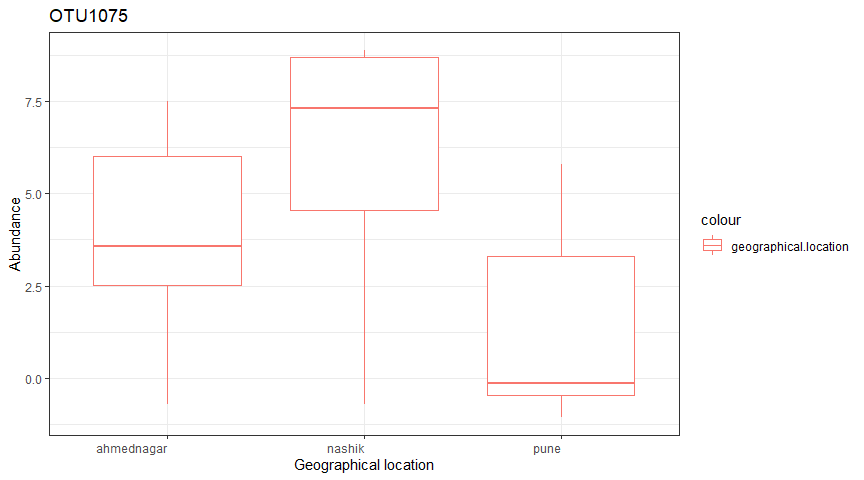 OTU1075
7.5
5.0
2.5
0.0
Abundance
ahmednagar
nashik
pune
Geographical location
colour
geographical.location